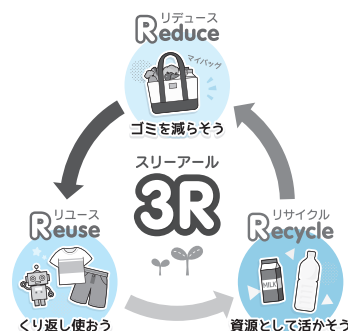 リデュース
Reduce
マイバッグ
ゴミを減らそう
スリーアール
3R
リユース
Reuse
くり返し使おう
リサイクル
Recycle
MILK
資源として活かそう